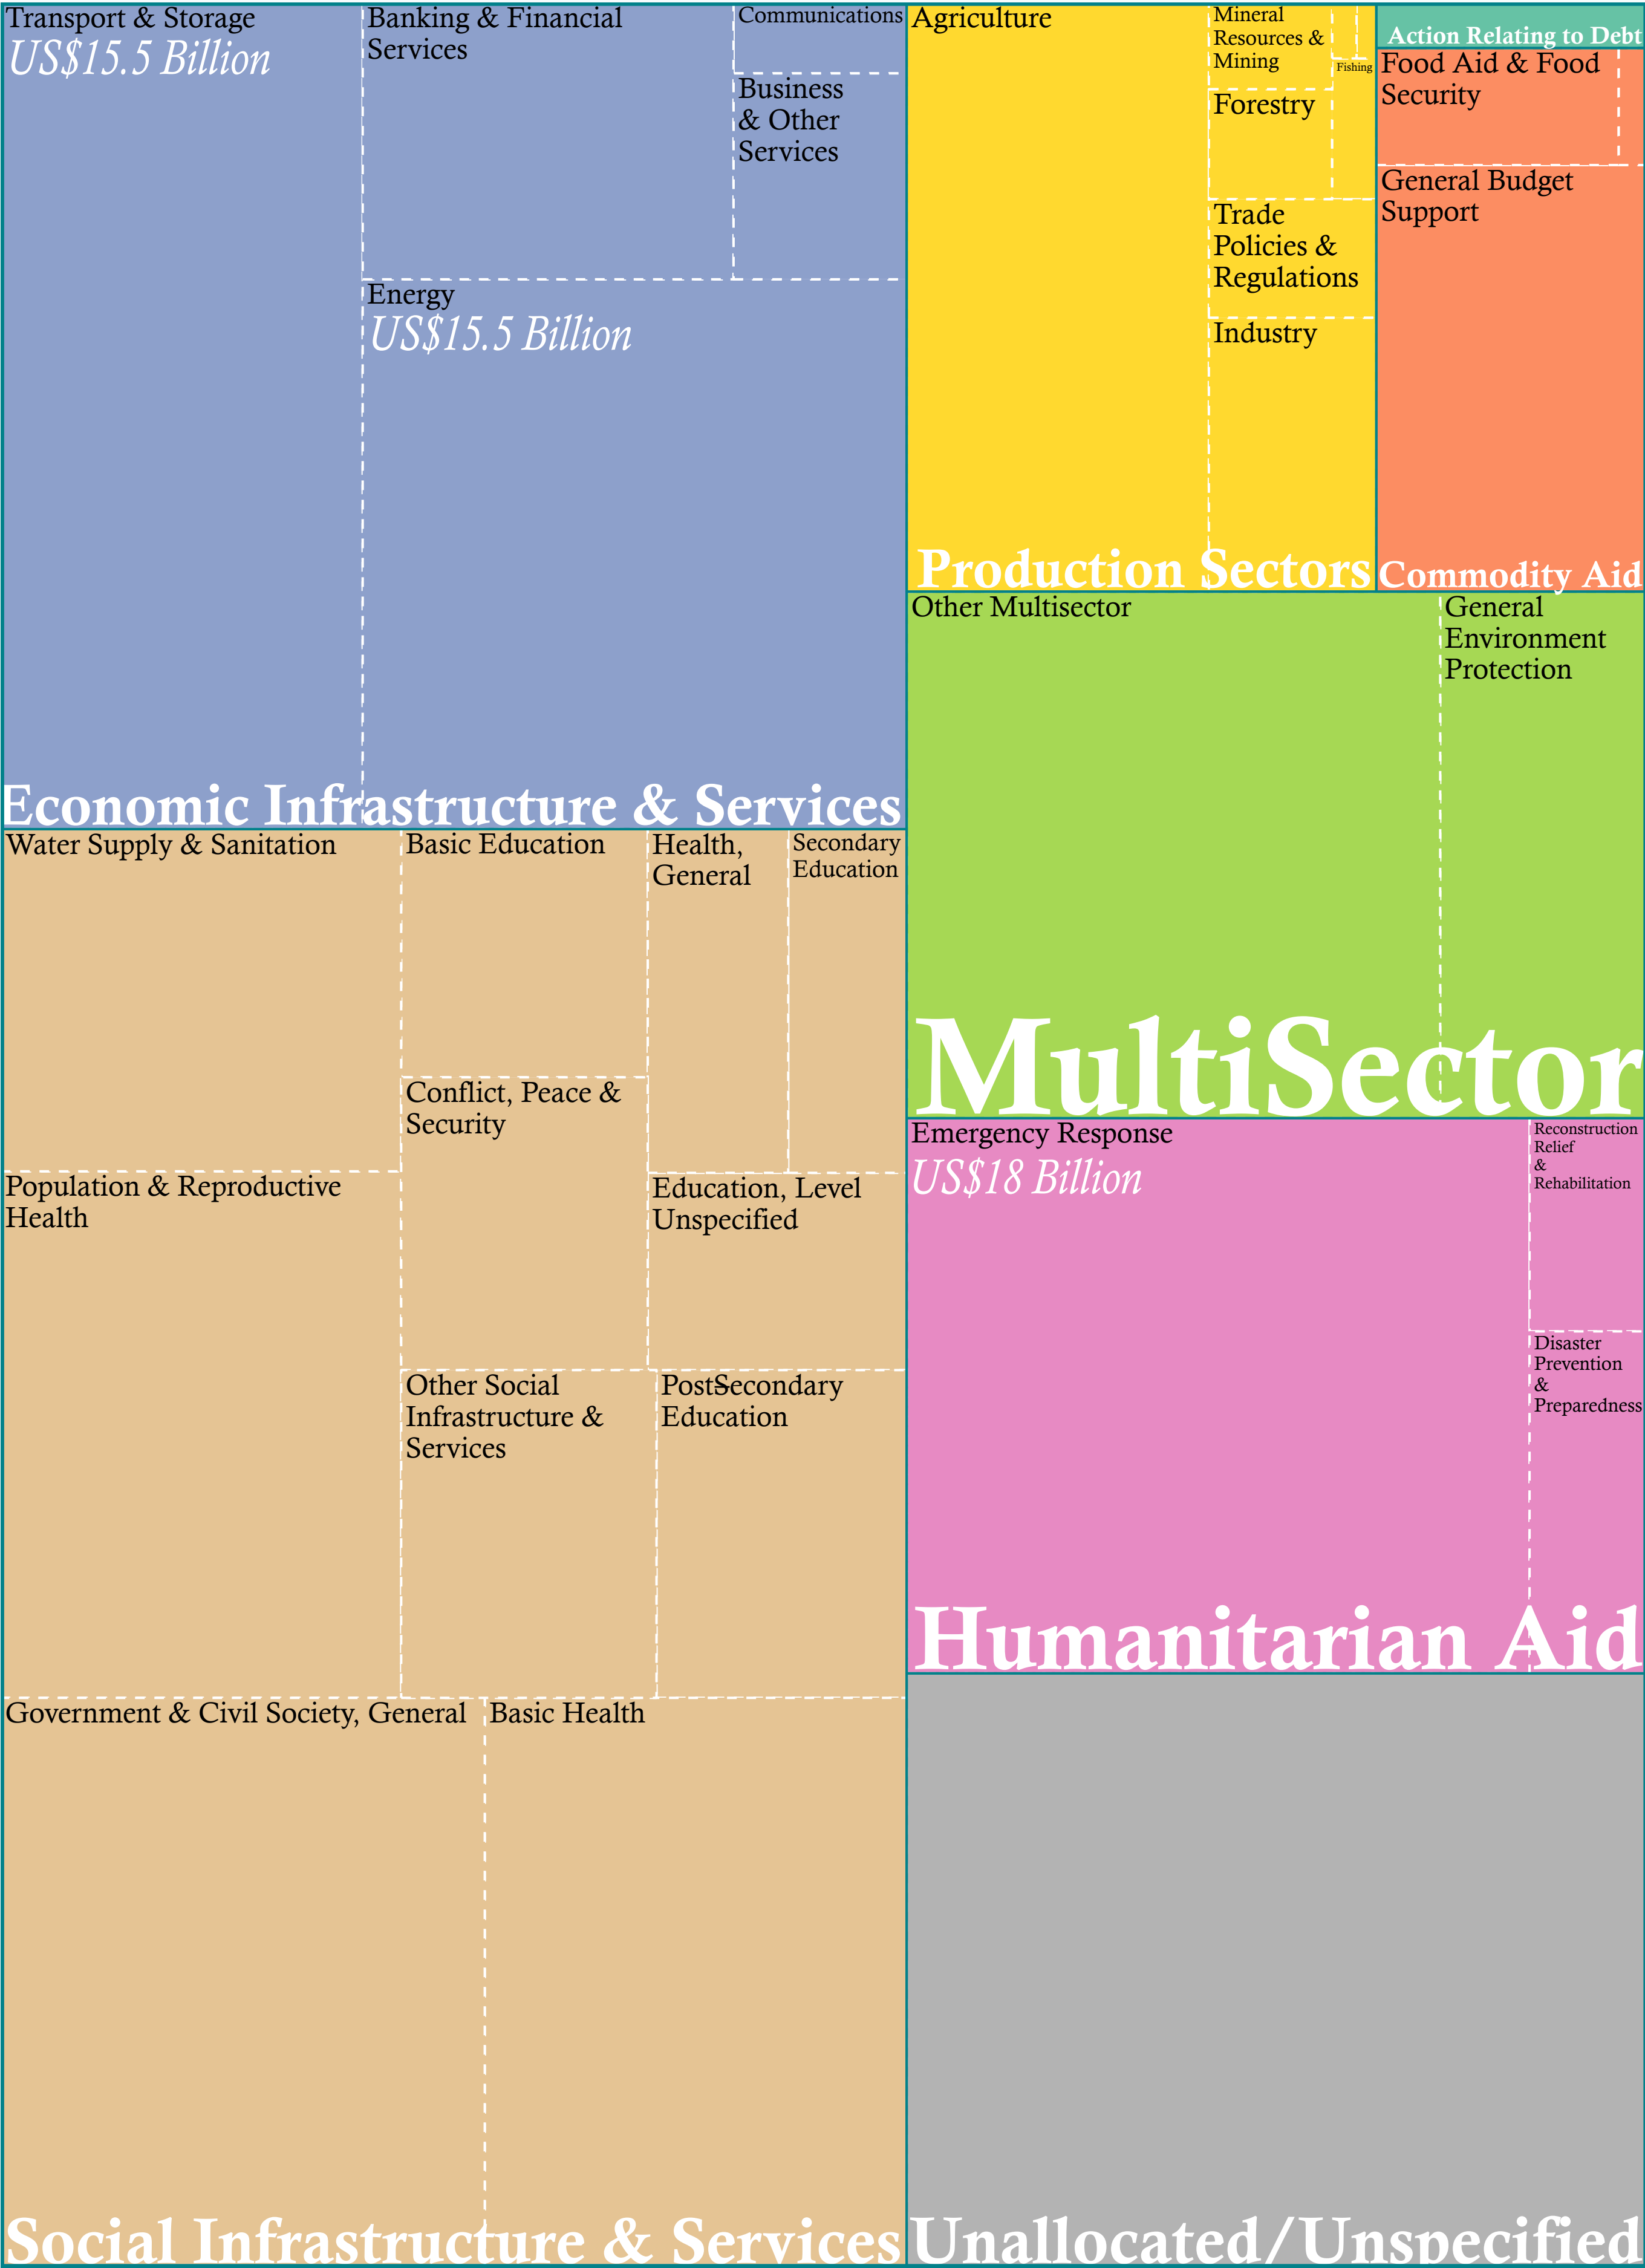 Transport & Storage
US$15.5 Billion
Banking & Financial
Services
Communications
Business
& Other
Services
Energy
US$15.5 Billion
Economic Infrastructure & Services
Agriculture
Mineral
Resources &
Mining
Fishing
Forestry
Trade
Policies &
Regulations
Industry
Production Sectors
Action Relating to Debt
Food Aid & Food
Security
General Budget
Support
Commodity Aid
Other Multisector
General
Environment
Protection
MultiSector
Water Supply & Sanitation
Basic Education
Health,
General
Secondary
Education
Conflict, Peace &
Security
Population & Reproductive
Health
Education, Level
Unspecified
Other Social
Infrastructure &
Services
PostSecondary
Education
Government & Civil Society, General
Basic Health
Social Infrastructure & Services
Emergency Response
US$18 Billion
Reconstruction
Relief
&
Rehabilitation
Disaster
Prevention
&
Preparedness
Humanitarian Aid
Unallocated/Unspecified